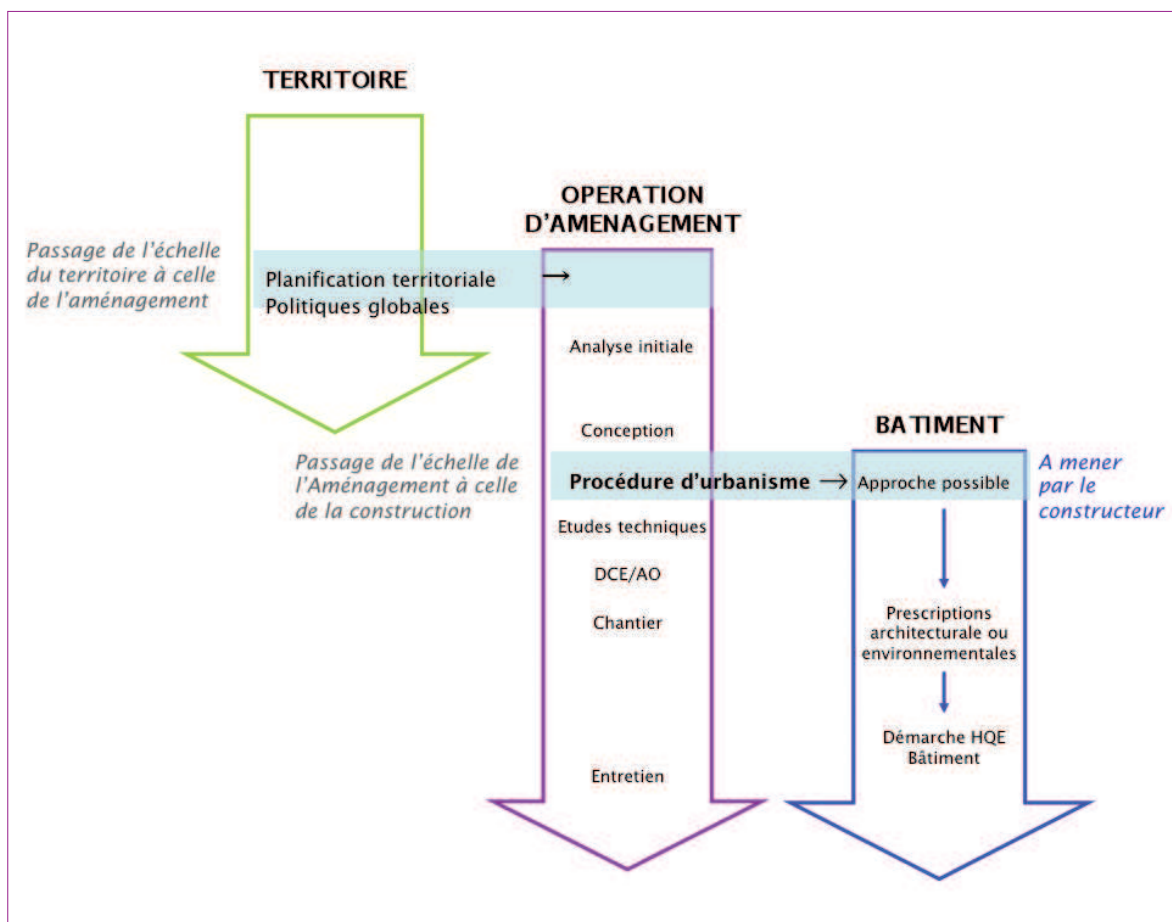 TERRITOIRE
OPERATION
D'AMENAGEMENT
Passage de l'échelle
du territoire à celle
de l'aménagement
Planification territoriale
Politiques globales
→
Analyse initiale
Conception
BATIMENT
Passage de l'échelle de
l'Aménagement à celle
de la construction
Procédure d'urbanisme → Approche possible
A mener
par le
constructeur
Etudes techniques
DCE/AO
Chantier
Prescriptions
architecturale ou
environnementales
Démarche HQE
Bâtiment
Entretien